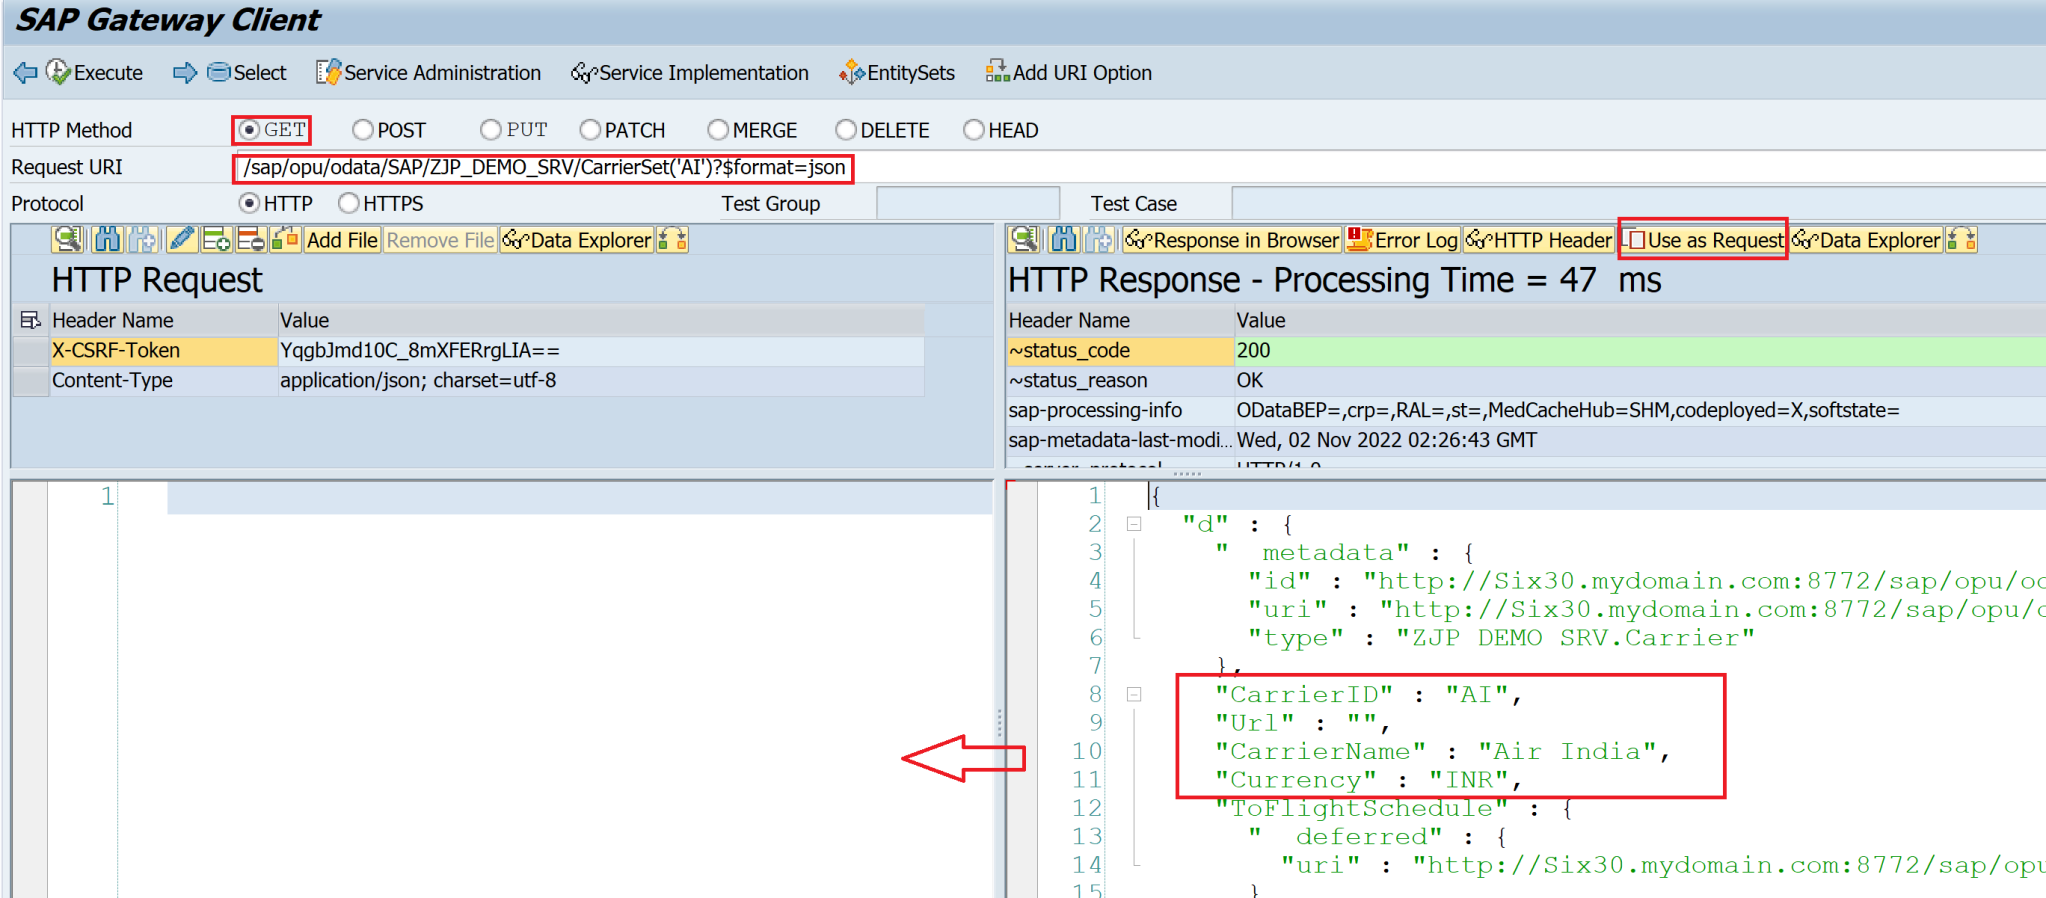 SAP Gateway Client
Execute Select Service Administration Service Implementation EntitySets Add URI Option
HTTP Method GET POST PUT PATCH MERGE DELETE HEAD
Request URI /sap/opu/odata/SAP/ZJP_DEMO_SRV/CarrierSet('AI')?$format=json
Protocol HTTP HTTPS Test Group Test Case
Add File Remove File Data Explorer
HTTP Request
Header Name Value
X-CSRF-Token YqgbJmd10C_8mXFERrgLIA==
Content-Type application/json; charset=utf-8
1
Response in Browser Error Log HTTP Header Use as Request Data Explorer
HTTP Response - Processing Time = 47 ms
Header Name Value
~status_code 200
~status_reason OK
sap-processing-info ODataBEP=,crp=,RAL=,st=,MedCacheHub=SHM,codeployed=X,softstate=
sap-metadata-last-modi... Wed, 02 Nov 2022 02:26:43 GMT
1 {
2 "d" : {
3 "  metadata" : {
4 "id" : "http://Six30.mydomain.com:8772/sap/opu/
5 "uri" : "http://Six30.mydomain.com:8772/sap/opu/
6 "type" : "ZJP DEMO SRV.Carrier"
7 },
8 "CarrierID" : "AI",
9 "Url" : "",
10 "CarrierName" : "Air India",
11 "Currency" : "INR",
12 "ToFlightSchedule" : {
13 "  deferred" : {
14 "uri" : "http://Six30.mydomain.com:8772/sap/
15 }